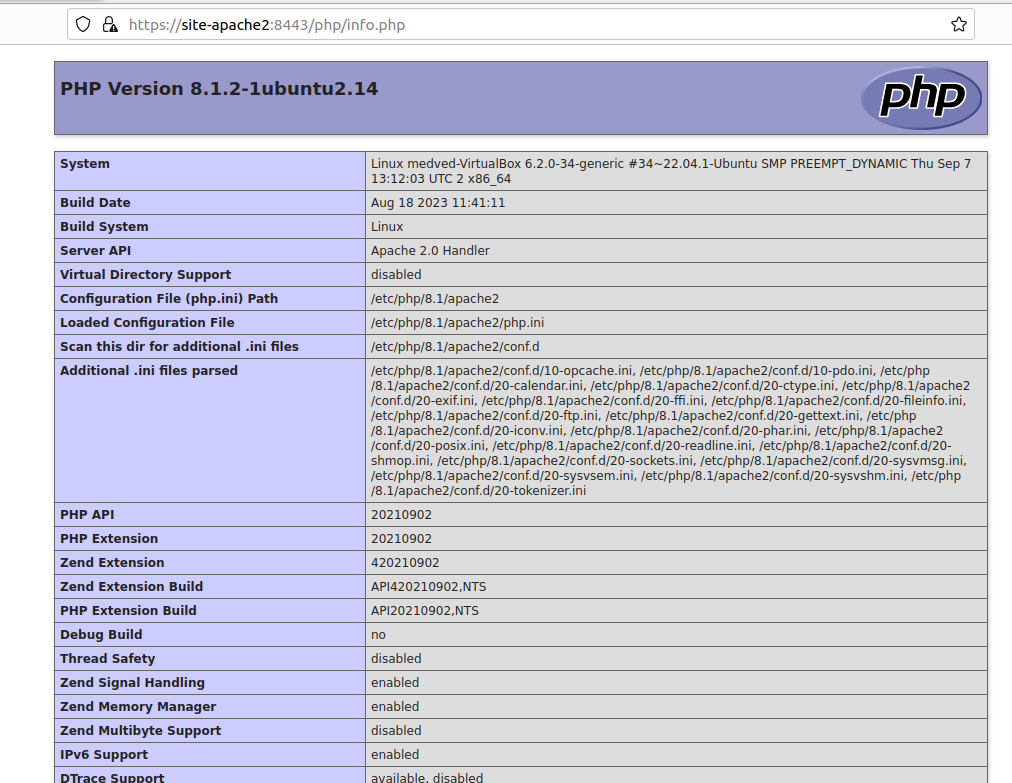 https://site-apache2:8443/php/info.php
PHP Version 8.1.2-1ubuntu2.14
php
System
Linux medved-VirtualBox 6.2.0-34-generic #34~22.04.1-Ubuntu SMP PREEMPT_DYNAMIC Thu Sep 7
13:12:03 UTC 2 x86_64
Build Date
Aug 18 2023 11:41:11
Build System
Linux
Server API
Apache 2.0 Handler
Virtual Directory Support
disabled
Configuration File (php.ini) Path
/etc/php/8.1/apache2
Loaded Configuration File
/etc/php/8.1/apache2/php.ini
Scan this dir for additional .ini files
/etc/php/8.1/apache2/conf.d
Additional .ini files parsed
/etc/php/8.1/apache2/conf.d/10-opcache.ini, /etc/php/8.1/apache2/conf.d/10-pdo.ini, /etc/php
/8.1/apache2/conf.d/20-calendar.ini, /etc/php/8.1/apache2/conf.d/20-ctype.ini, /etc/php/8.1/apache2
/conf.d/20-exif.ini, /etc/php/8.1/apache2/conf.d/20-ffi.ini, /etc/php/8.1/apache2/conf.d/20-fileinfo.ini,
/etc/php/8.1/apache2/conf.d/20-ftp.ini, /etc/php/8.1/apache2/conf.d/20-gettext.ini, /etc/php
/8.1/apache2/conf.d/20-iconv.ini, /etc/php/8.1/apache2/conf.d/20-phar.ini, /etc/php/8.1/apache2
/conf.d/20-posix.ini, /etc/php/8.1/apache2/conf.d/20-readline.ini, /etc/php/8.1/apache2/conf.d/20-
shmop.ini, /etc/php/8.1/apache2/conf.d/20-sockets.ini, /etc/php/8.1/apache2/conf.d/20-sysvmsg.ini,
/etc/php/8.1/apache2/conf.d/20-sysvsem.ini, /etc/php/8.1/apache2/conf.d/20-sysvshm.ini, /etc/php
/8.1/apache2/conf.d/20-tokenizer.ini
PHP API
20210902
PHP Extension
20210902
Zend Extension
420210902
Zend Extension Build
API420210902,NTS
PHP Extension Build
API20210902,NTS
Debug Build
no
Thread Safety
disabled
Zend Signal Handling
enabled
Zend Memory Manager
enabled
Zend Multibyte Support
disabled
IPv6 Support
enabled
DTrace Support
available, disabled